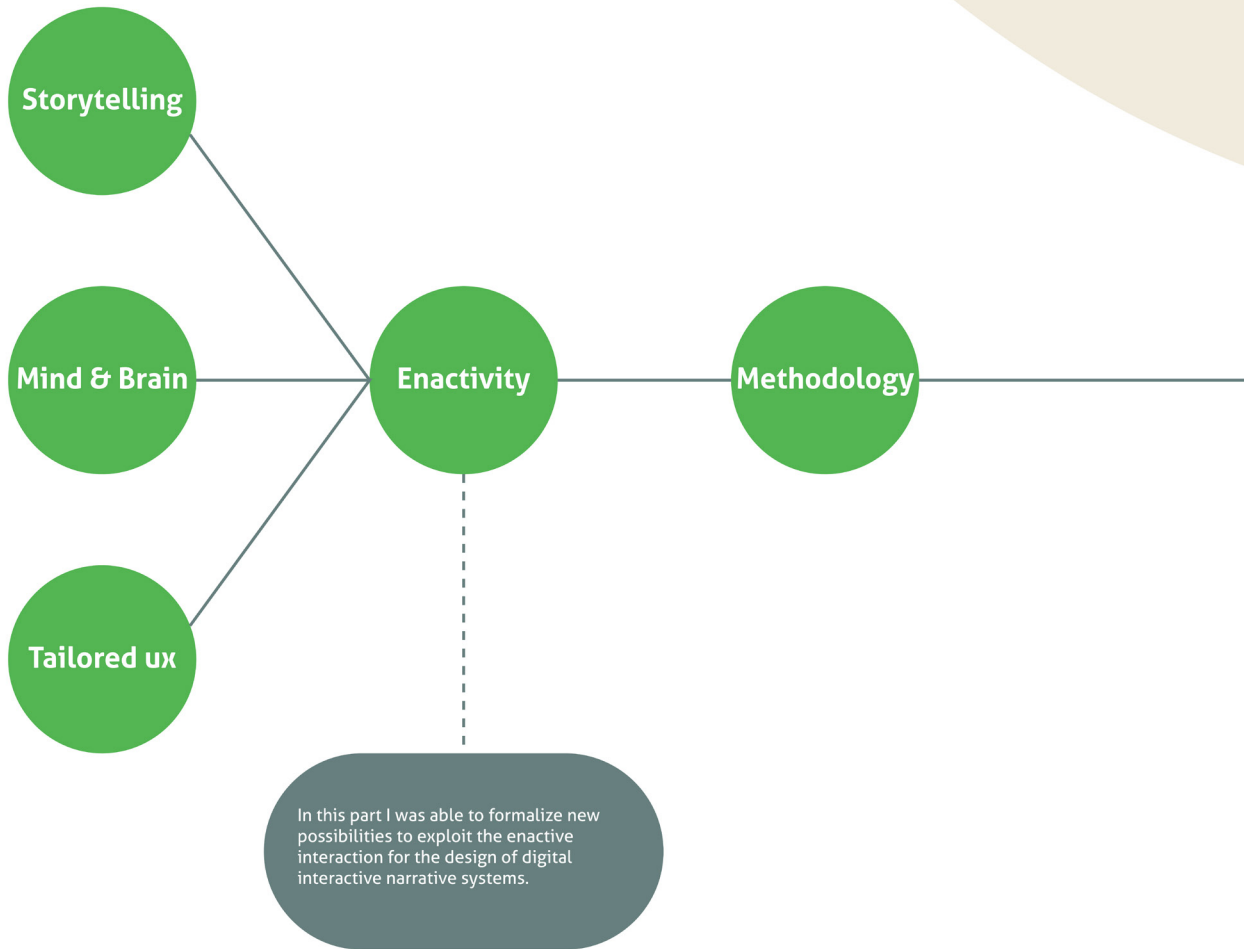 Storytelling
Mind & Brain
Enactivity
Methodology
Tailored ux
In this part I was able to formalize new
possibilities to exploit the enactive
interaction for the design of digital
interactive narrative systems.